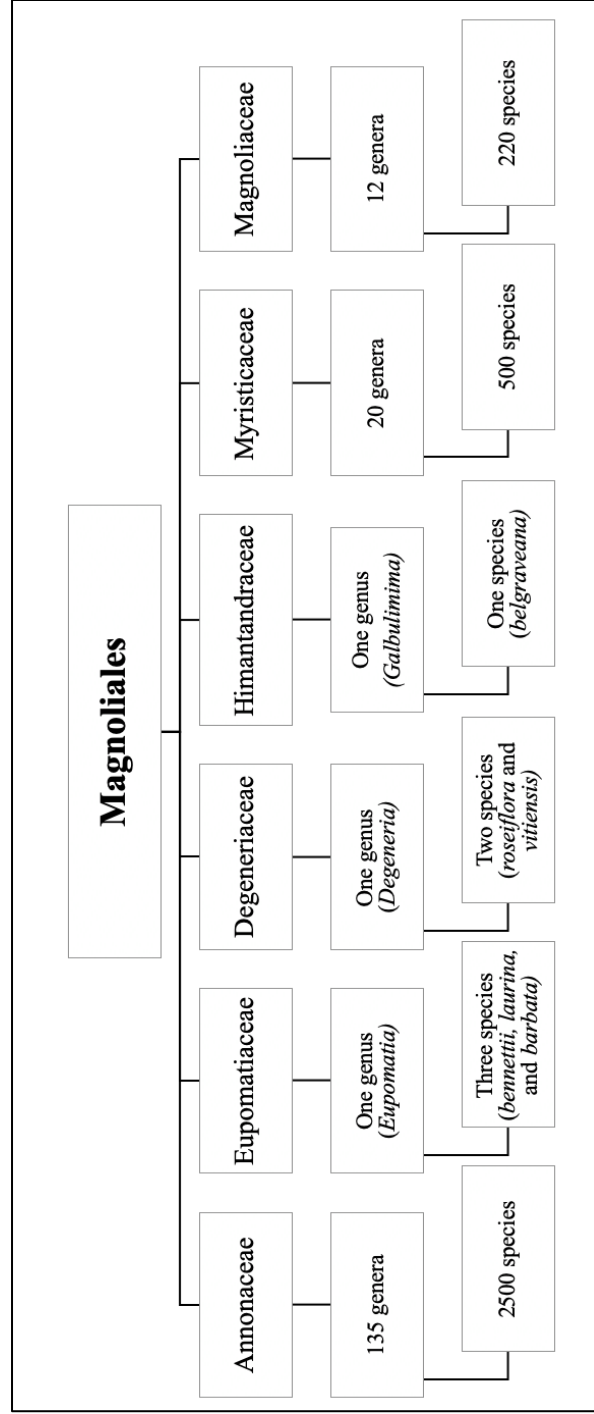 Magnoliales
Annonaceae
Eupomatiaceae
Degeneriaceae
Himantandraceae
Myristicaceae
Magnoliaceae
135 genera
One genus
(Eupomatia)
One genus
(Degeneria)
One genus
(Galbulimima)
20 genera
12 genera
2500 species
Three species
(bennettii, laurina,
and barbata)
Two species
(roseiflora and
vitiensis)
One species
(belgraveana)
500 species
220 species